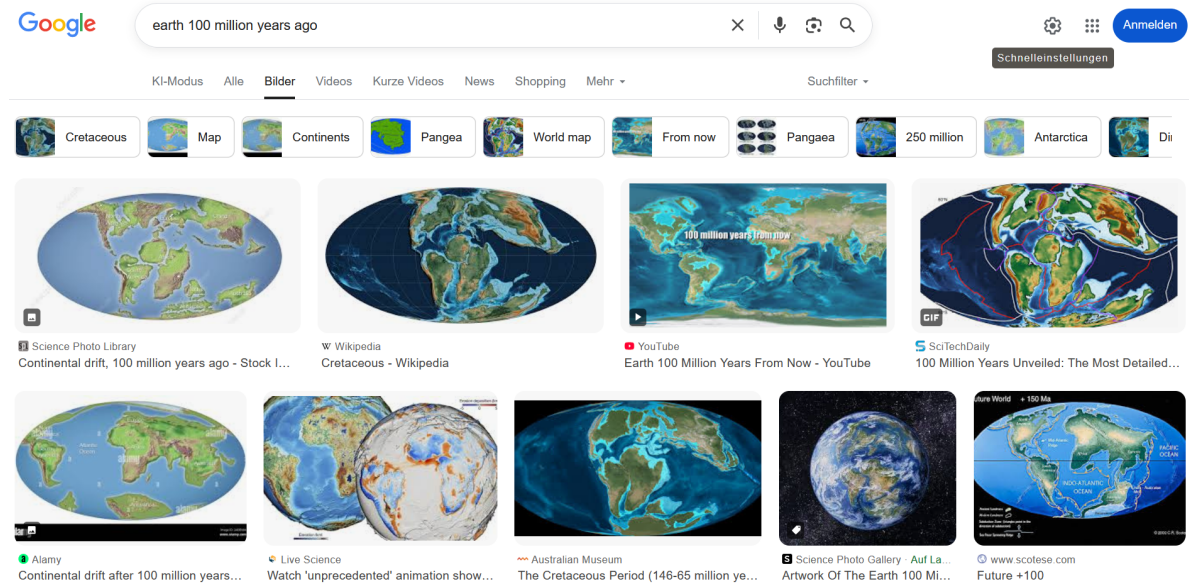 Google
earth 100 million years ago
Anmelden
Schnelleinstellungen
KI-Modus
Alle
Bilder
Videos
Kurze Videos
News
Shopping
Mehr
Suchfilter
Cretaceous
Map
Continents
Pangea
World map
From now
Pangaea
250 million
Antarctica
100 million years from now
GIF
Science Photo Library
Continental drift, 100 million years ago - Stock I...
W Wikipedia
Cretaceous - Wikipedia
YouTube
Earth 100 Million Years From Now - YouTube
SciTechDaily
100 Million Years Unveiled: The Most Detailed...
Future World + 150 Ma
PACIFIC
OCEAN
INDO-ATLANTIC
OCEAN
a Alamy
Continental drift after 100 million years...
Live Science
Watch 'unprecedented' animation show...
Australian Museum
The Cretaceous Period (146-65 million ye...
S Science Photo Gallery · Auf La...
Artwork Of The Earth 100 Mi...
www.scotese.com
Future +100